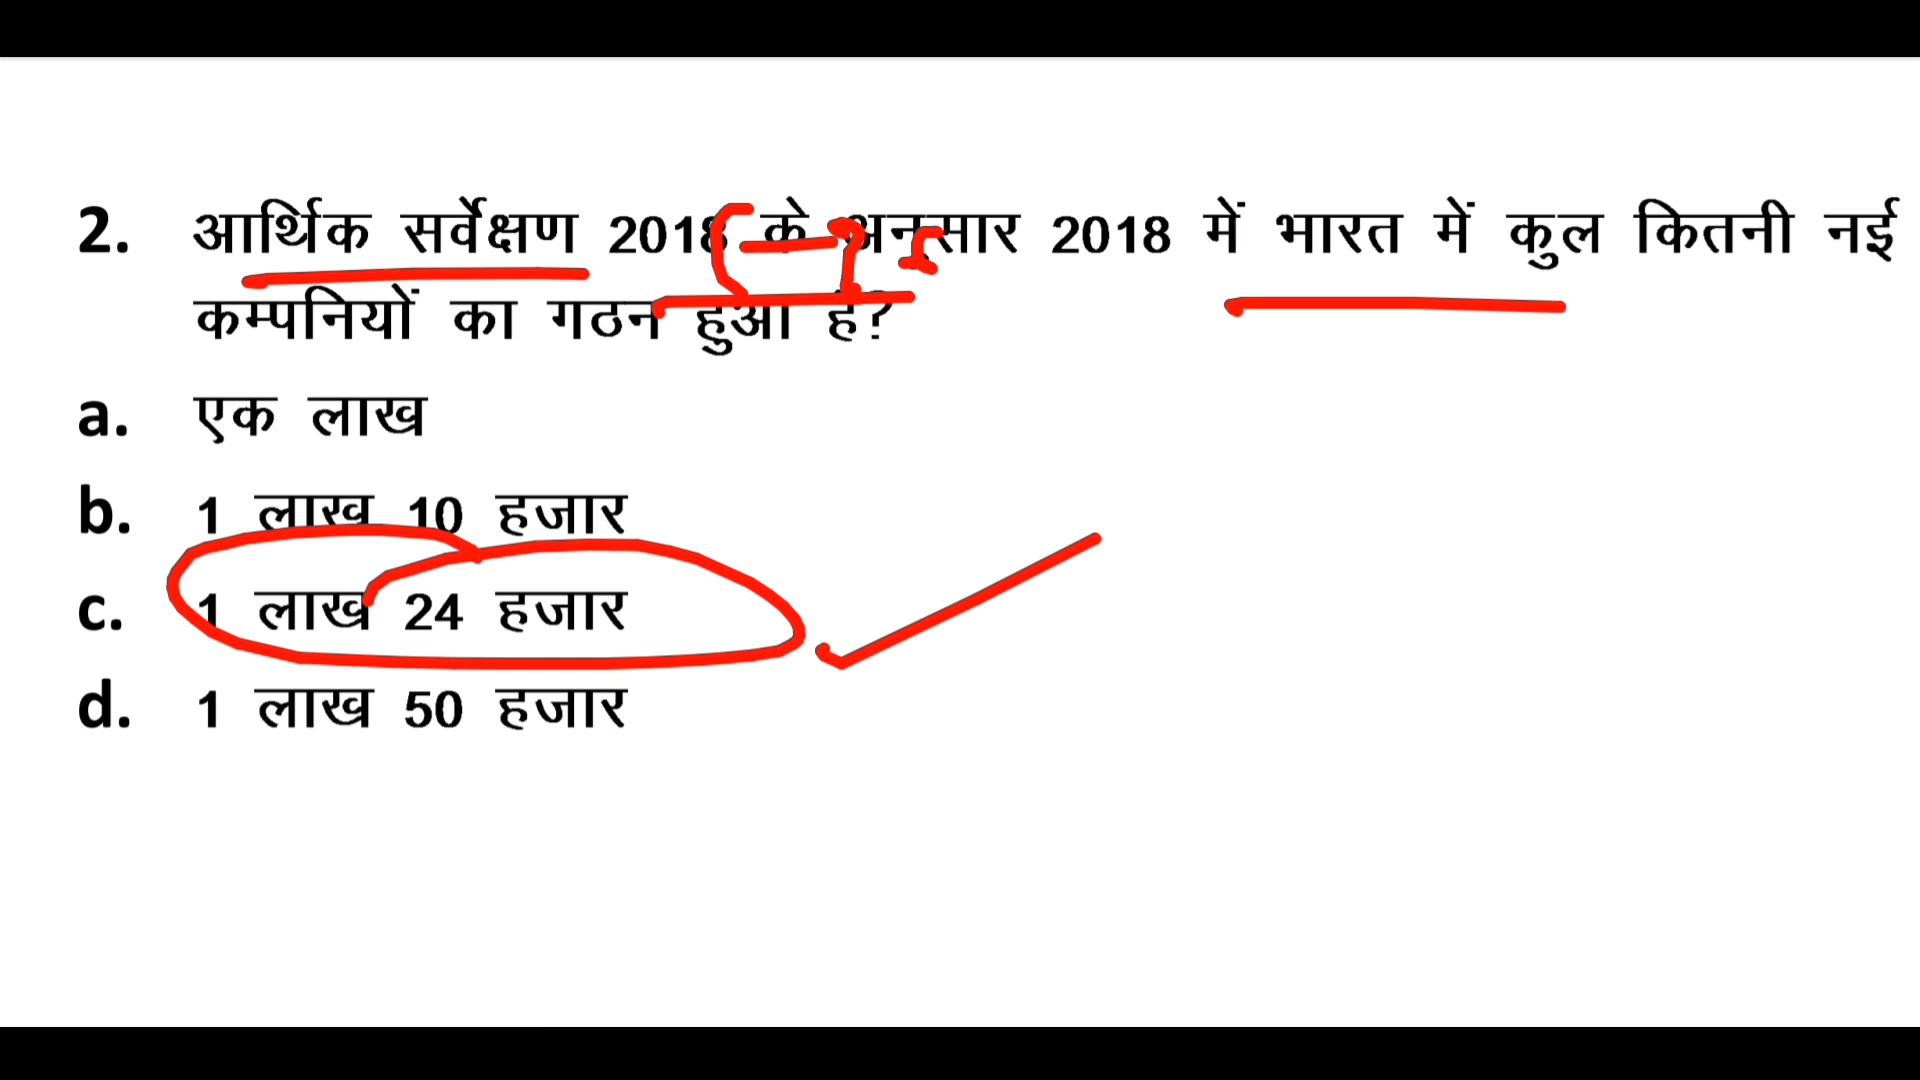 2. आर्थिक सर्वेक्षण 2018 के अनुसार 2018 में भारत में कुल कितनी नई
कम्पनियों का गठन हुआ है?
a. एक लाख
b. 1 लाख 10 हजार
c. 1 लाख 24 हजार
d. 1 लाख 50 हजार